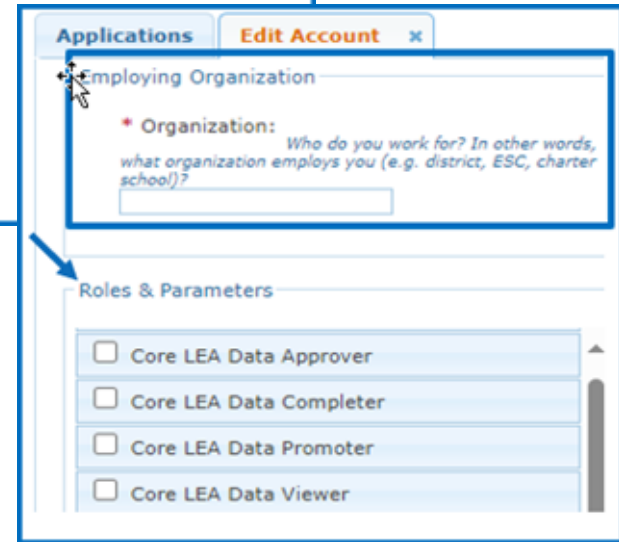 Applications Edit Account x
Employing Organization
* Organization:
Who do you work for? In other words,
what organization employs you (e.g. district, ESC, charter
school)?
Roles & Parameters
Core LEA Data Approver
Core LEA Data Completer
Core LEA Data Promoter
Core LEA Data Viewer